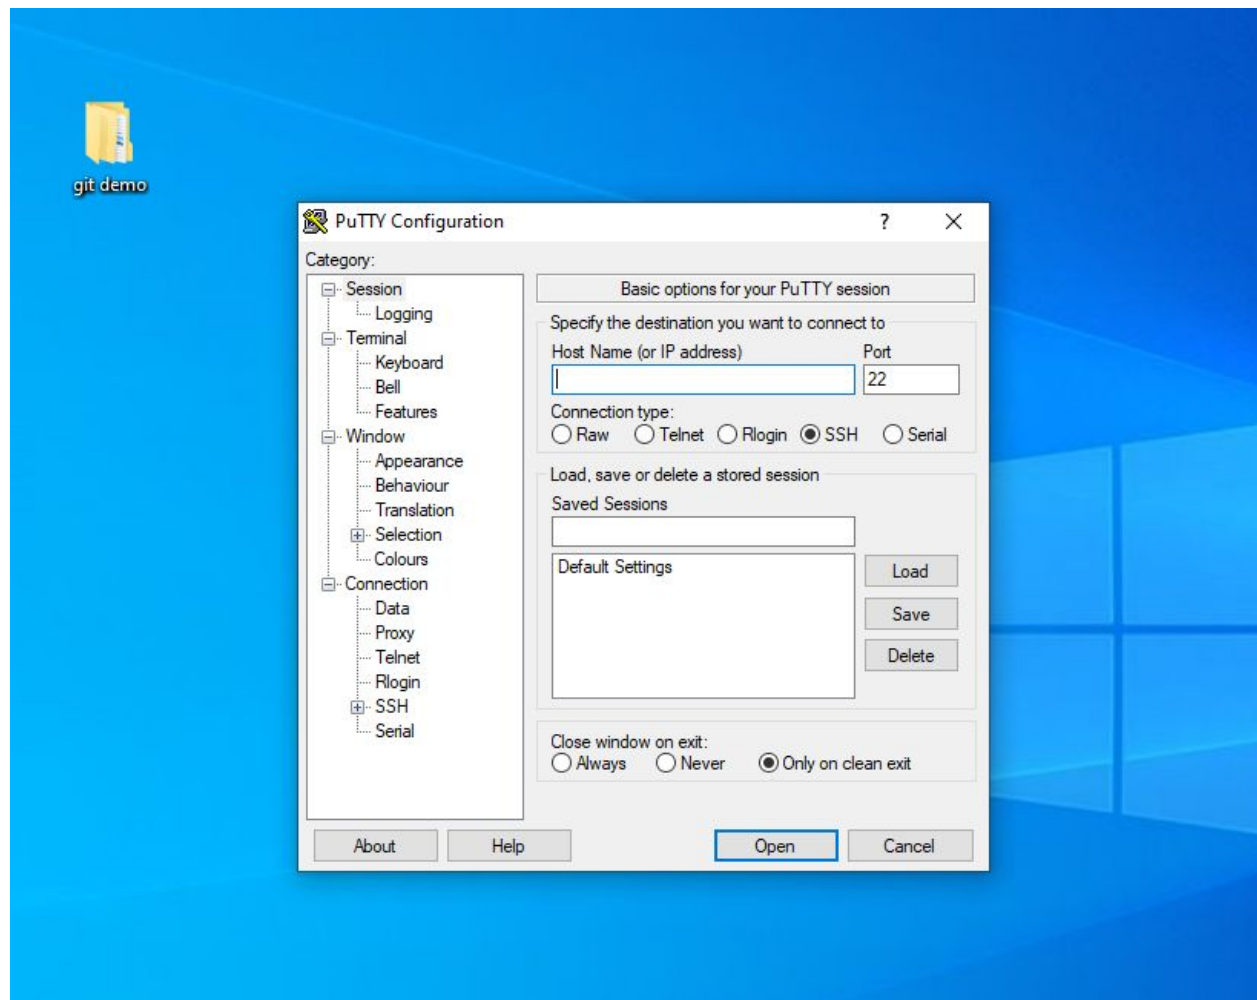 git demo
PuTTY Configuration ? X
Category:
Session
Logging
Terminal
Keyboard
Bell
Features
Window
Appearance
Behaviour
Translation
Selection
Colours
Connection
Data
Proxy
Telnet
Rlogin
SSH
Serial
Basic options for your PuTTY session
Specify the destination you want to connect to
Host Name (or IP address) Port
22
Connection type:
Raw Telnet Rlogin SSH Serial
Load, save or delete a stored session
Saved Sessions
Default Settings
Load
Save
Delete
Close window on exit:
Always Never Only on clean exit
About Help Open Cancel